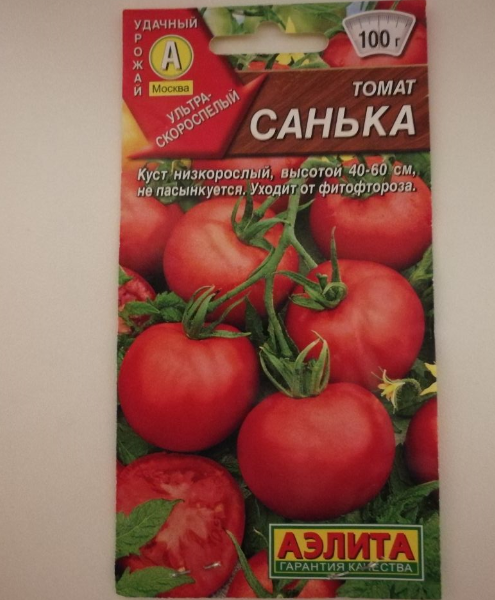 УДАЧНЫЙ
УРОЖАЙ
А
Москва
УЛЬТРА-
СКОРОСПЕЛЫЙ
100 г
ТОМАТ
САНЬКА
Куст низкорослый, высотой 40-60 см,
не пасынкуется. Уходит от фитофтороза.
АЭЛИТА
ГАРАНТИЯ КАЧЕСТВА